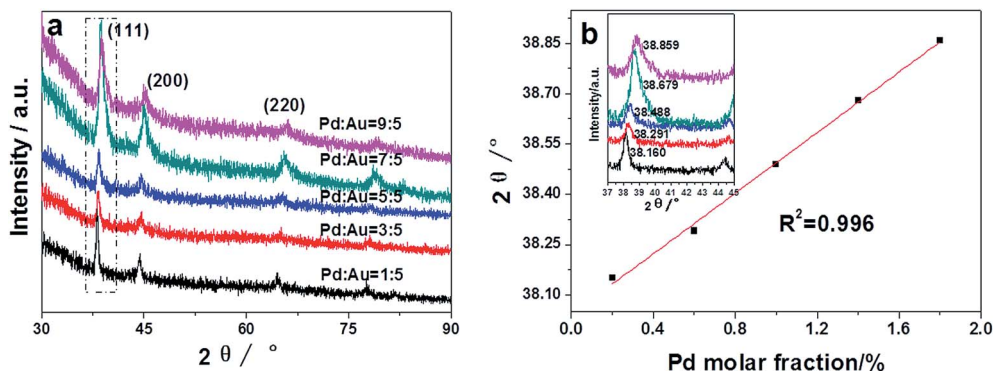 a
(111)
(200)
(220)
Pd:Au=9:5
Pd:Au=7:5
Pd:Au=5:5
Pd:Au=3:5
Pd:Au=1:5
Intensity / a.u.
30 45 60 75 90
2 θ / °
b
38.85
38.70
38.55
38.40
38.25
38.10
2 θ / °
38.859
38.679
38.488
38.291
38.160
Intensity/a.u.
37 38 39 40 41 42 43 44 45
2 θ / °
R²=0.996
0.0 0.4 0.8 1.2 1.6 2.0
Pd molar fraction/%